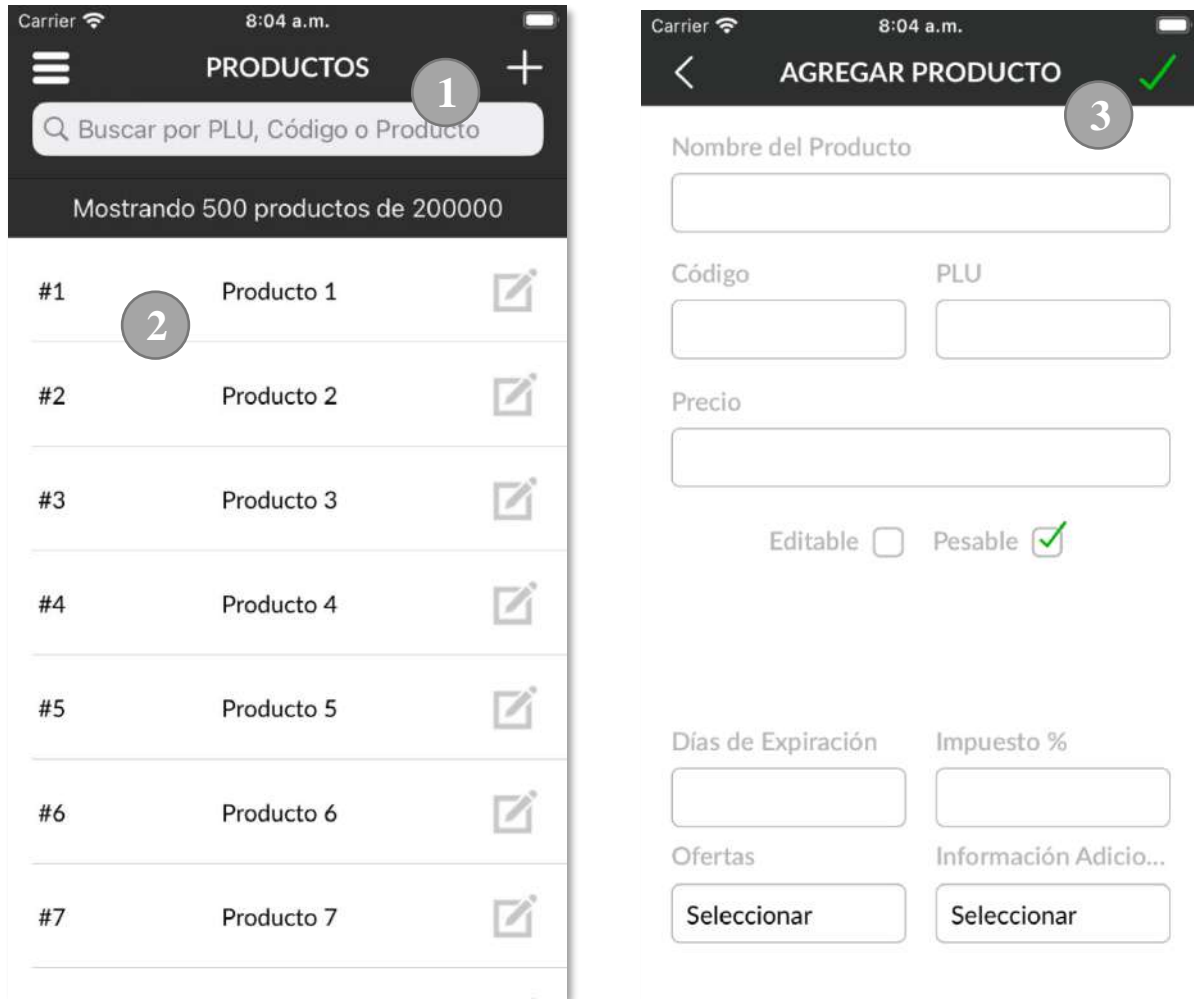 Carrier 8:04 a.m.
PRODUCTOS
1
Buscar por PLU, Código o Producto
Mostrando 500 productos de 200000
#1 Producto 1
2
#2 Producto 2
#3 Producto 3
#4 Producto 4
#5 Producto 5
#6 Producto 6
#7 Producto 7
Carrier 8:04 a.m.
AGREGAR PRODUCTO
3
Nombre del Producto
Código PLU
Precio
Editable Pesable
Días de Expiración Impuesto %
Ofertas Información Adicio...
Seleccionar Seleccionar